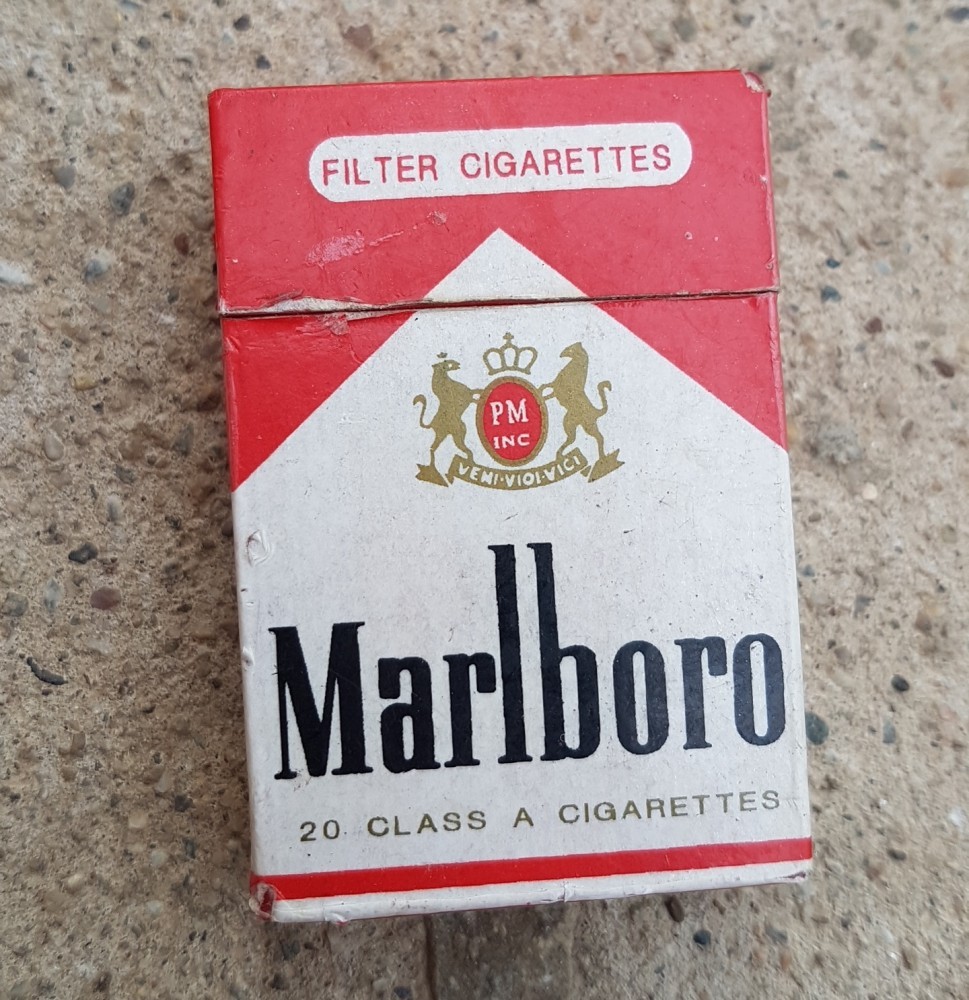 FILTER CIGARETTES
PM
INC
VENI·VIDI·VICI
Marlboro
20 CLASS A CIGARETTES